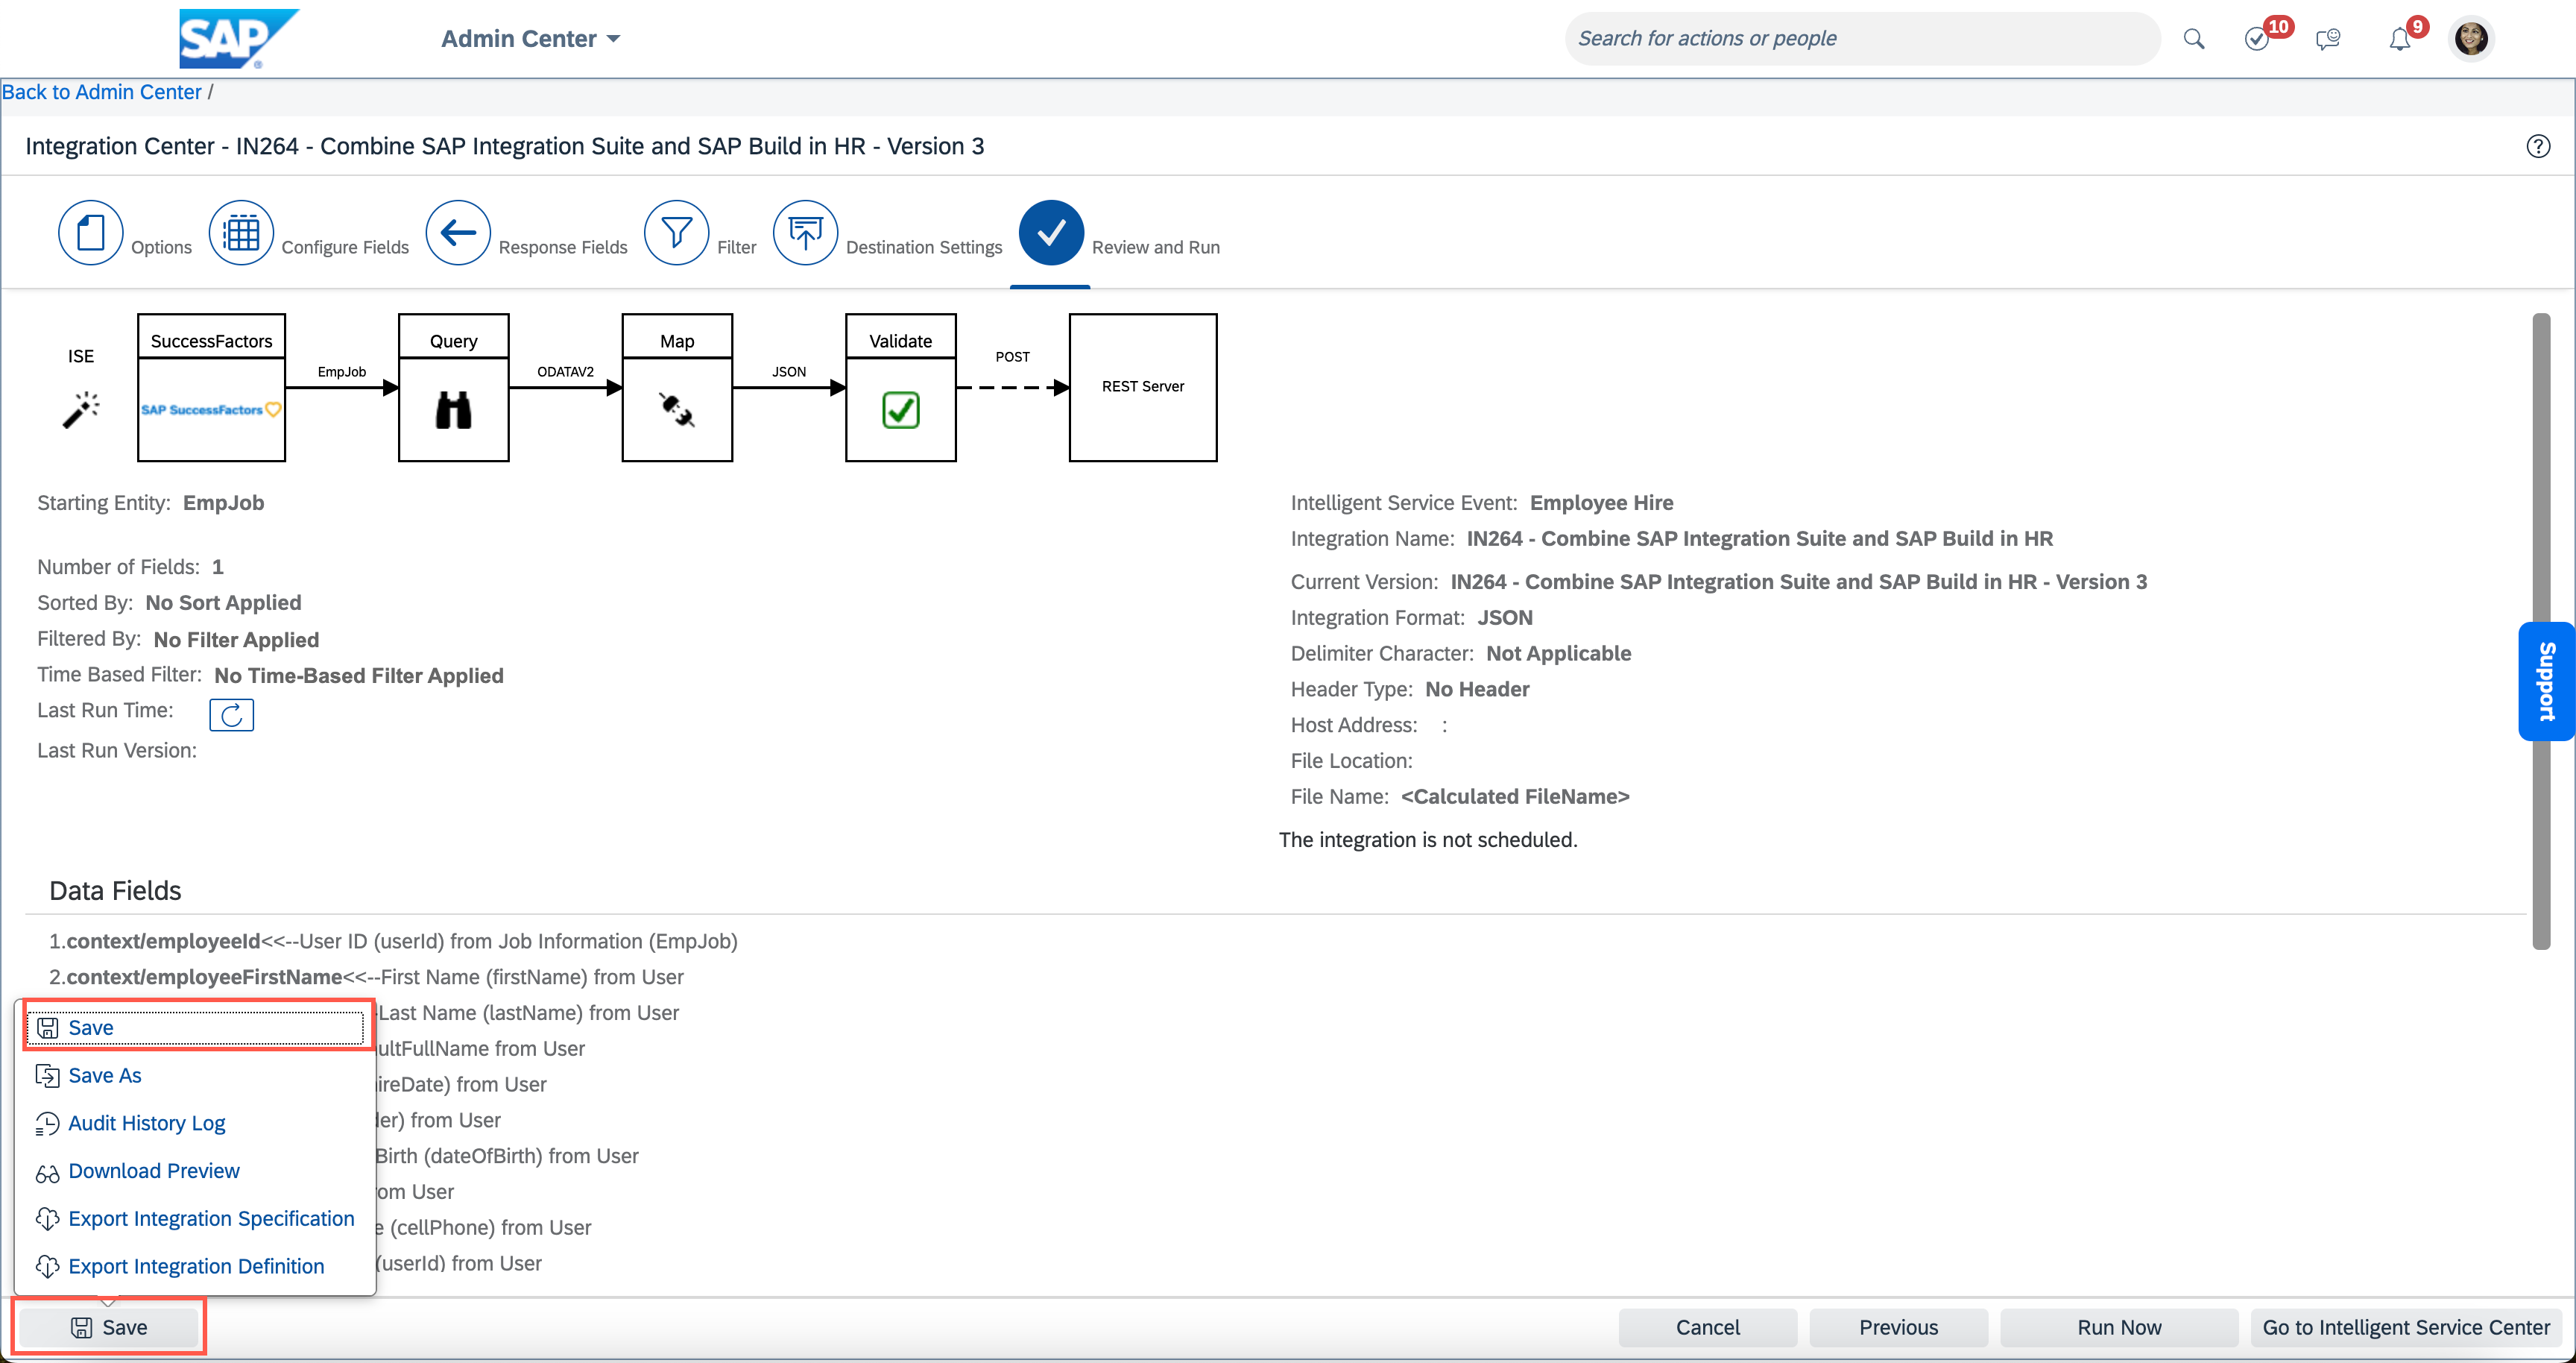 SAP
Admin Center
Search for actions or people
10
9
Back to Admin Center /
Integration Center - IN264 - Combine SAP Integration Suite and SAP Build in HR - Version 3
Options
Configure Fields
Response Fields
Filter
Destination Settings
Review and Run
ISE
SuccessFactors
SAP SuccessFactors
EmpJob
Query
ODATAV2
Map
JSON
Validate
POST
REST Server
Starting Entity: EmpJob
Number of Fields: 1
Sorted By: No Sort Applied
Filtered By: No Filter Applied
Time Based Filter: No Time-Based Filter Applied
Last Run Time:
Last Run Version:
Intelligent Service Event: Employee Hire
Integration Name: IN264 - Combine SAP Integration Suite and SAP Build in HR
Current Version: IN264 - Combine SAP Integration Suite and SAP Build in HR - Version 3
Integration Format: JSON
Delimiter Character: Not Applicable
Header Type: No Header
Host Address: :
File Location:
File Name: <Calculated FileName>
The integration is not scheduled.
Support
Data Fields
1.context/employeeId<<--User ID (userId) from Job Information (EmpJob)
2.context/employeeFirstName<<--First Name (firstName) from User
-Last Name (lastName) from User
ultFullName from User
ireDate) from User
der) from User
Birth (dateOfBirth) from User
rom User
e (cellPhone) from User
(userId) from User
Save
Save As
Audit History Log
Download Preview
Export Integration Specification
Export Integration Definition
Save
Cancel
Previous
Run Now
Go to Intelligent Service Center